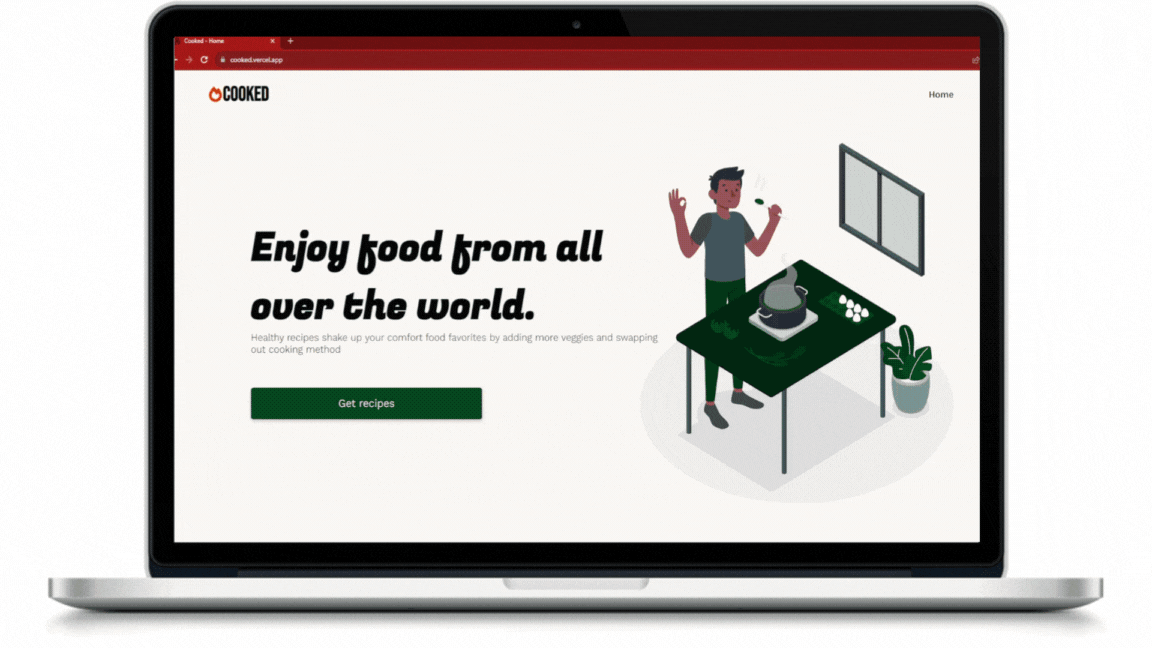 Cooked - Home
cooked.vercel.app
COOKED
Home
Enjoy food from all
over the world.
Healthy recipes shake up your comfort food favorites by adding more veggies and swapping
out cooking method
Get recipes